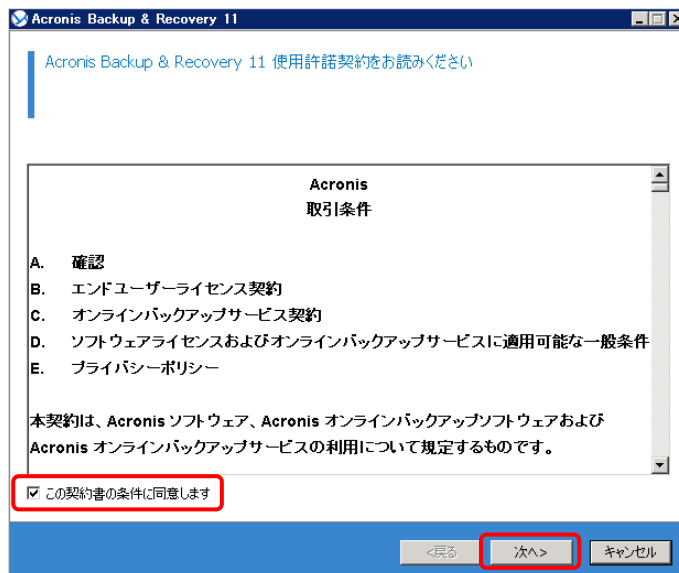 Acronis Backup & Recovery 11
Acronis Backup & Recovery 11 使用許諾契約をお読みください
Acronis
取引条件
A. 確認
B. エンドユーザーライセンス契約
C. オンラインバックアップサービス契約
D. ソフトウェアライセンスおよびオンラインバックアップサービスに適用可能な一般条件
E. プライバシーポリシー
本契約は、Acronis ソフトウェア、Acronis オンラインバックアップソフトウェアおよび
Acronis オンラインバックアップサービスの利用について規定するものです。
この契約書の条件に同意します
<戻る 次へ> キャンセル